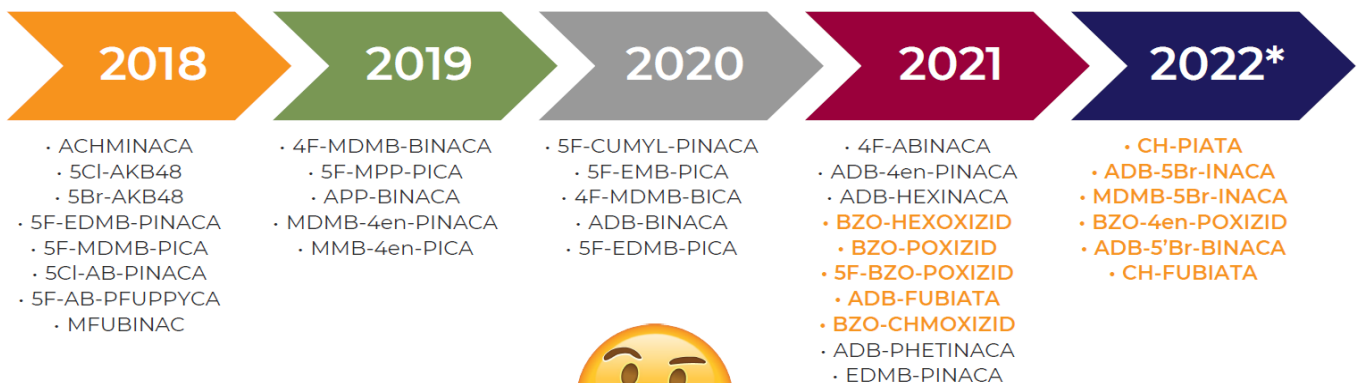 2018
2019
2020
2021
2022*
· ACHMINACA
· 5Cl-AKB48
· 5Br-AKB48
· 5F-EDMB-PINACA
· 5F-MDMB-PICA
· 5Cl-AB-PINACA
· 5F-AB-PFUPPYCA
· MFUBINAC
· 4F-MDMB-BINACA
· 5F-MPP-PICA
· APP-BINACA
· MDMB-4en-PINACA
· MMB-4en-PICA
· 5F-CUMYL-PINACA
· 5F-EMB-PICA
· 4F-MDMB-BICA
· ADB-BINACA
· 5F-EDMB-PICA
· 4F-ABINACA
· ADB-4en-PINACA
· ADB-HEXINACA
· BZO-HEXOXIZID
· BZO-POXIZID
· 5F-BZO-POXIZID
· ADB-FUBIATA
· BZO-CHMOXIZID
· ADB-PHETINACA
· EDMB-PINACA
· CH-PIATA
· ADB-5Br-INACA
· MDMB-5Br-INACA
· BZO-4en-POXIZID
· ADB-5’Br-BINACA
· CH-FUBIATA